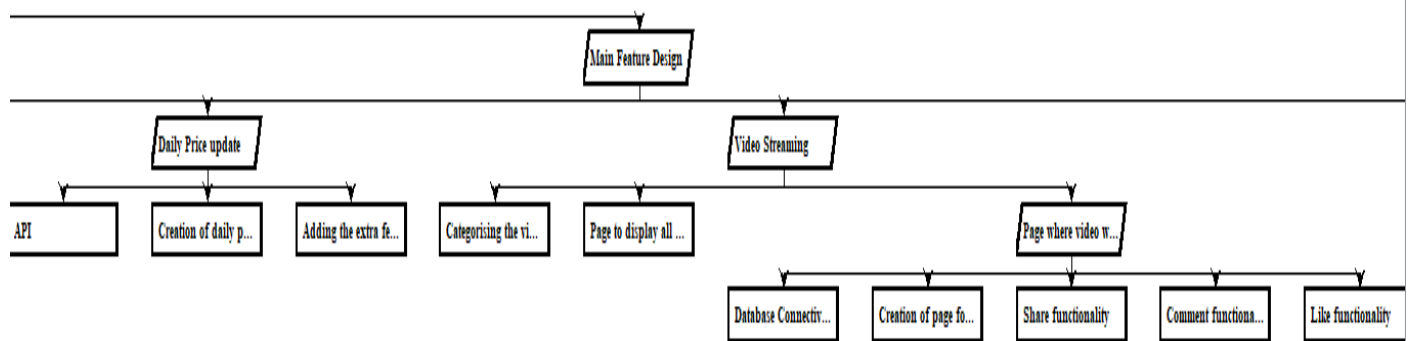 Main Feature Design
Daily Price update
Video Streaming
API
Creation of daily p...
Adding the extra fe...
Categorising the vi...
Page to display all ...
Page where video w...
Database Connectiv...
Creation of page fo...
Share functionality
Comment functiona...
Like functionality